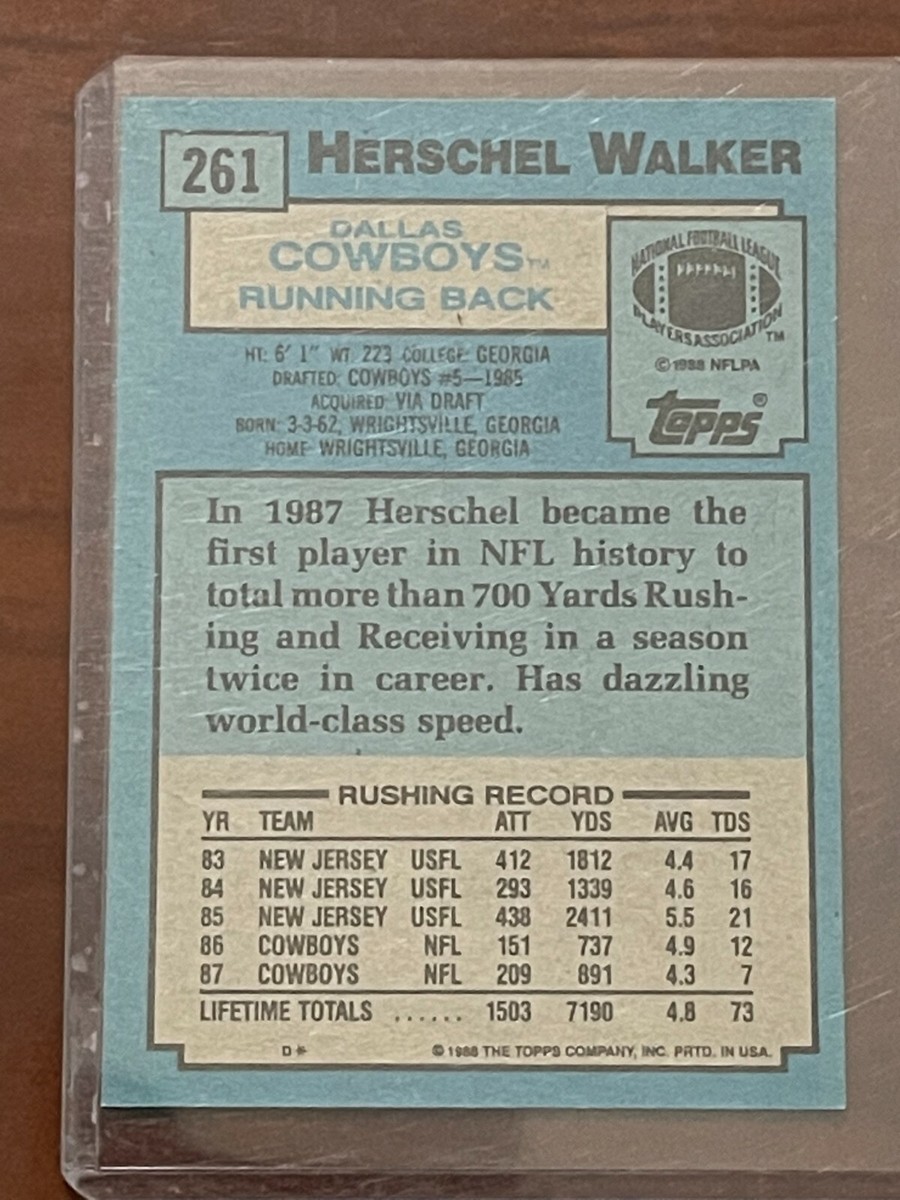 261 HERSCHEL WALKER
DALLAS
COWBOYS™
RUNNING BACK
NATIONAL FOOTBALL LEAGUE
PLAYERS ASSOCIATION™
© 1988 NFLPA
topps®
HT: 6' 1" WT: 223 COLLEGE: GEORGIA
DRAFTED: COWBOYS #5—1985
ACQUIRED: VIA DRAFT
BORN: 3-3-62, WRIGHTSVILLE, GEORGIA
HOME: WRIGHTSVILLE, GEORGIA
In 1987 Herschel became the
first player in NFL history to
total more than 700 Yards Rush-
ing and Receiving in a season
twice in career. Has dazzling
world-class speed.
RUSHING RECORD
YR TEAM ATT YDS AVG TDS
83 NEW JERSEY USFL 412 1812 4.4 17
84 NEW JERSEY USFL 293 1339 4.6 16
85 NEW JERSEY USFL 438 2411 5.5 21
86 COWBOYS NFL 151 737 4.9 12
87 COWBOYS NFL 209 891 4.3 7
LIFETIME TOTALS ...... 1503 7190 4.8 73
D* © 1988 THE TOPPS COMPANY, INC. PRTD. IN USA.